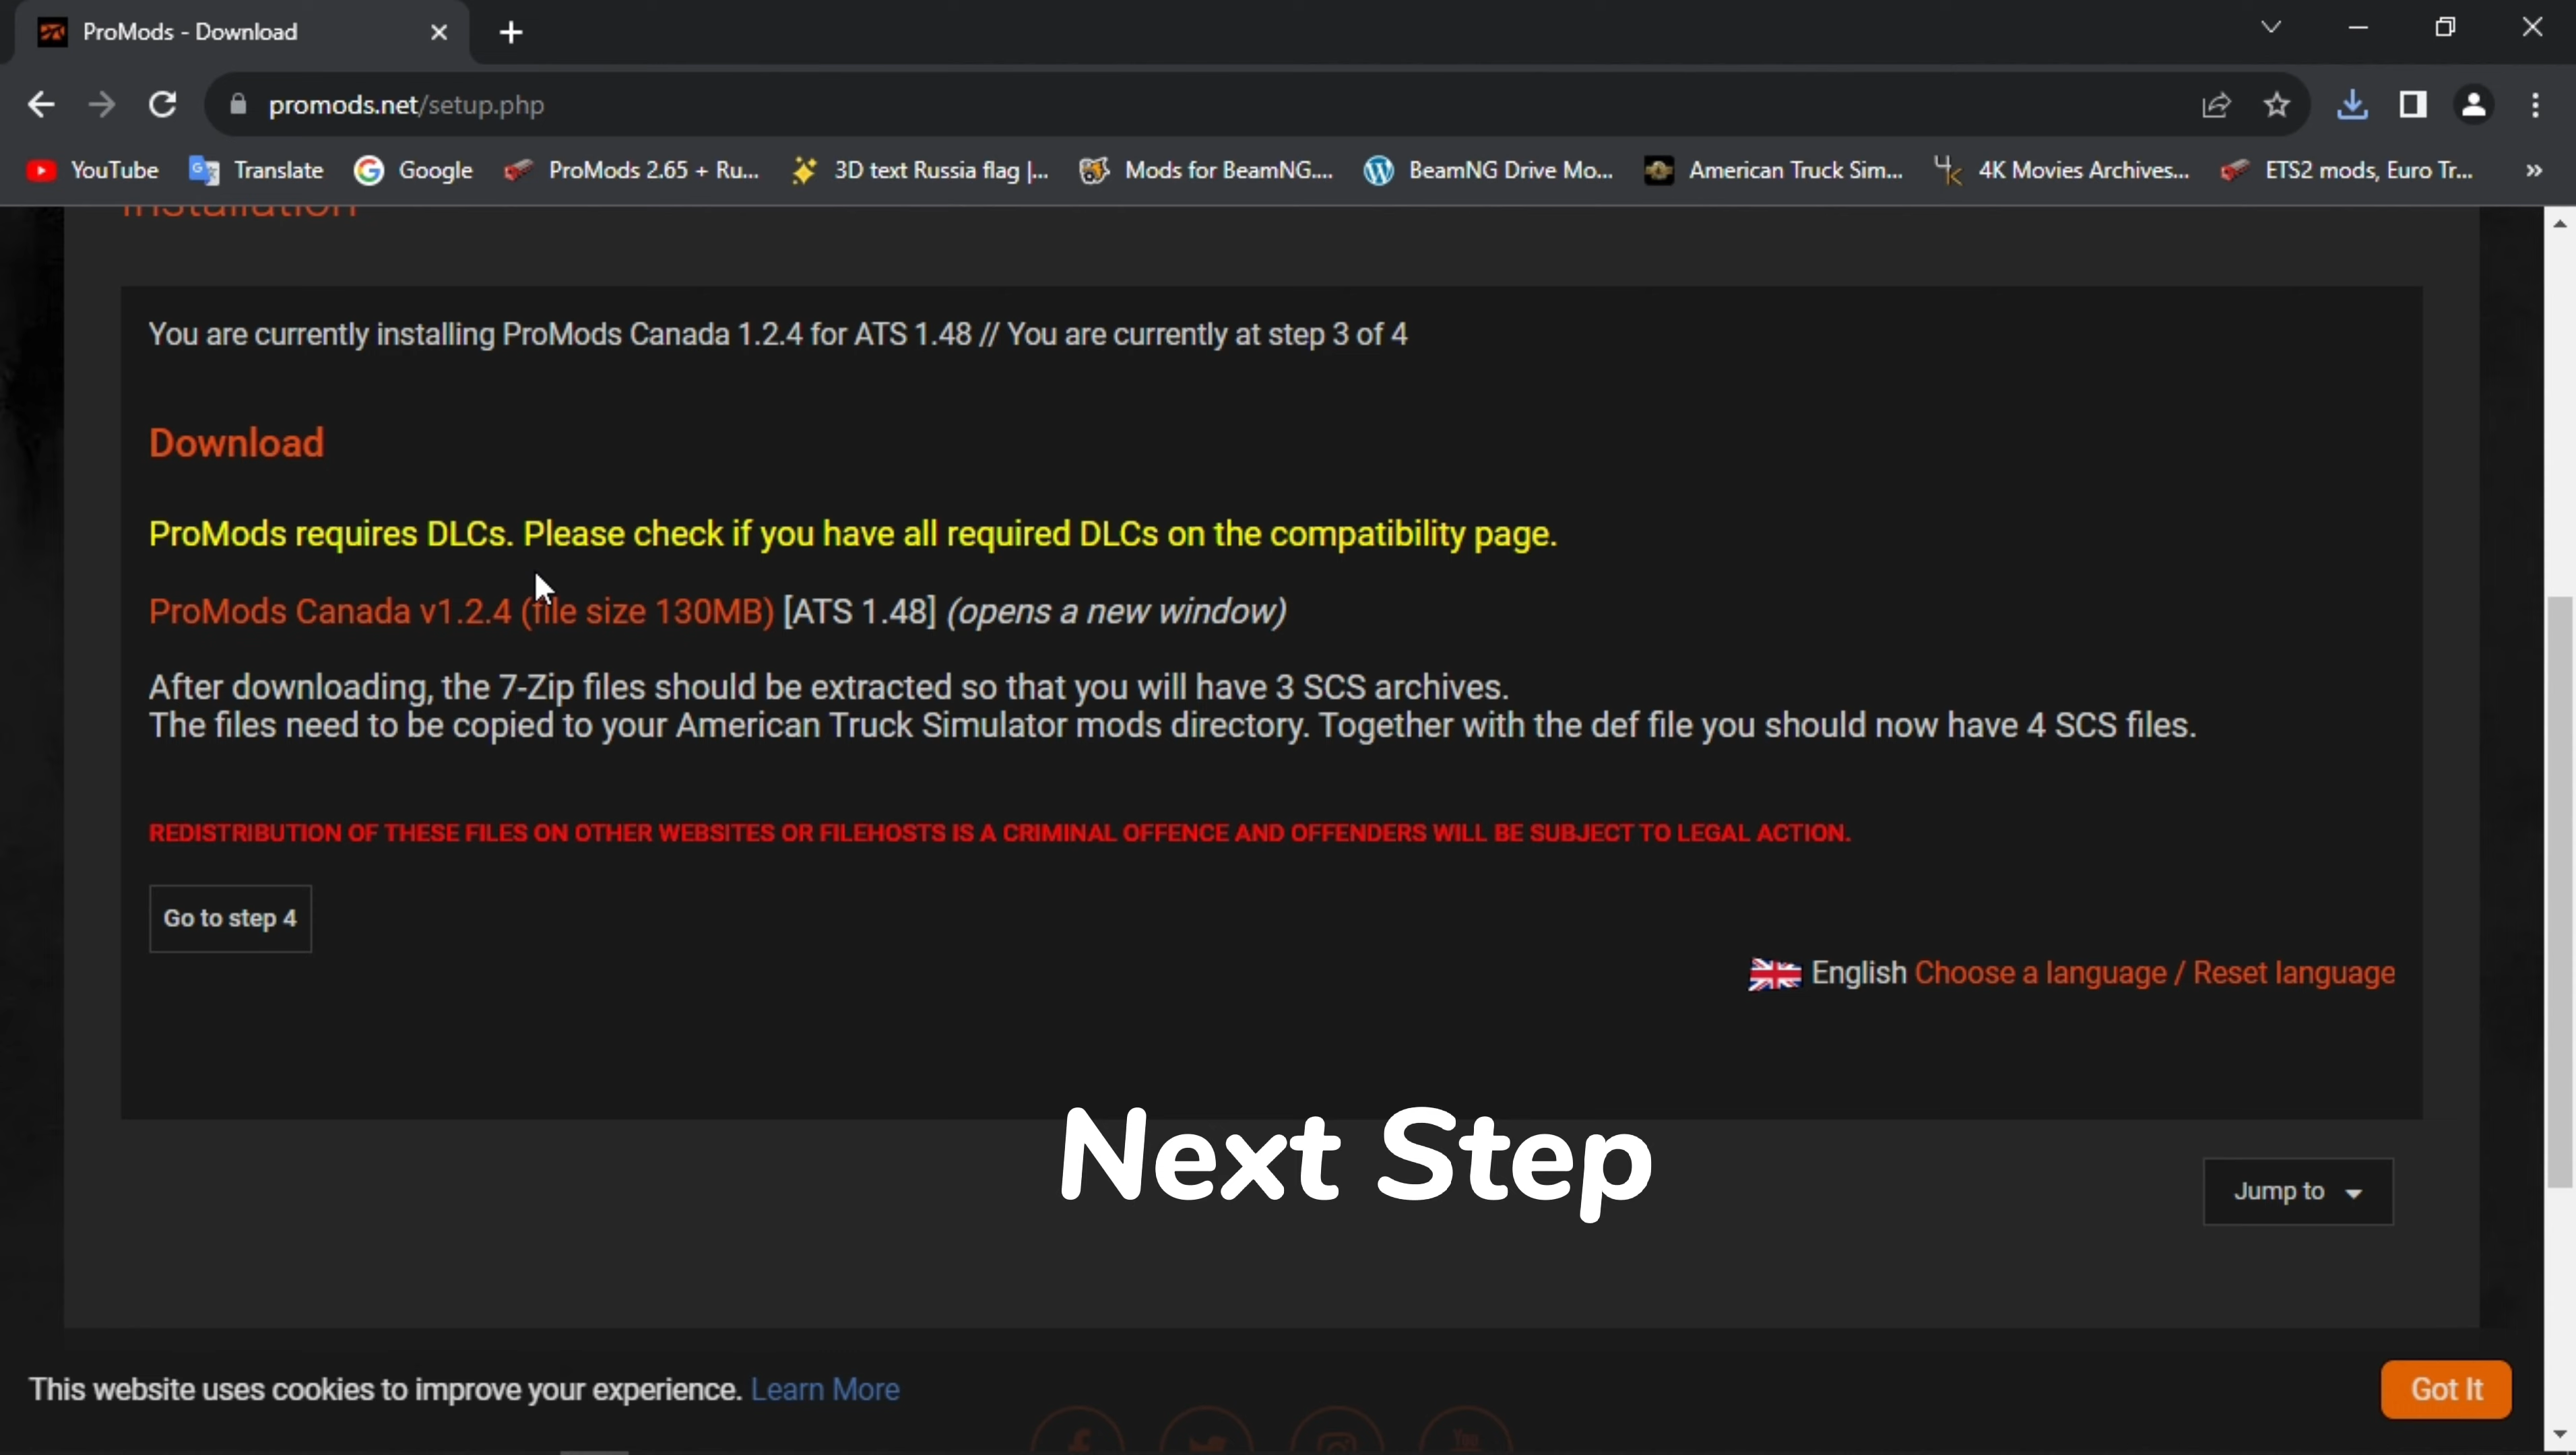 ProMods - Download
promods.net/setup.php
YouTube
Translate
Google
ProMods 2.65 + Ru...
3D text Russia flag |...
Mods for BeamNG....
BeamNG Drive Mo...
American Truck Sim...
4K Movies Archives...
ETS2 mods, Euro Tr...
Installation
You are currently installing ProMods Canada 1.2.4 for ATS 1.48 // You are currently at step 3 of 4
Download
ProMods requires DLCs. Please check if you have all required DLCs on the compatibility page.
ProMods Canada v1.2.4 (file size 130MB) [ATS 1.48] (opens a new window)
After downloading, the 7-Zip files should be extracted so that you will have 3 SCS archives.
The files need to be copied to your American Truck Simulator mods directory. Together with the def file you should now have 4 SCS files.
REDISTRIBUTION OF THESE FILES ON OTHER WEBSITES OR FILEHOSTS IS A CRIMINAL OFFENCE AND OFFENDERS WILL BE SUBJECT TO LEGAL ACTION.
Go to step 4
English Choose a language / Reset language
Next Step
Jump to
This website uses cookies to improve your experience. Learn More
Got It
You